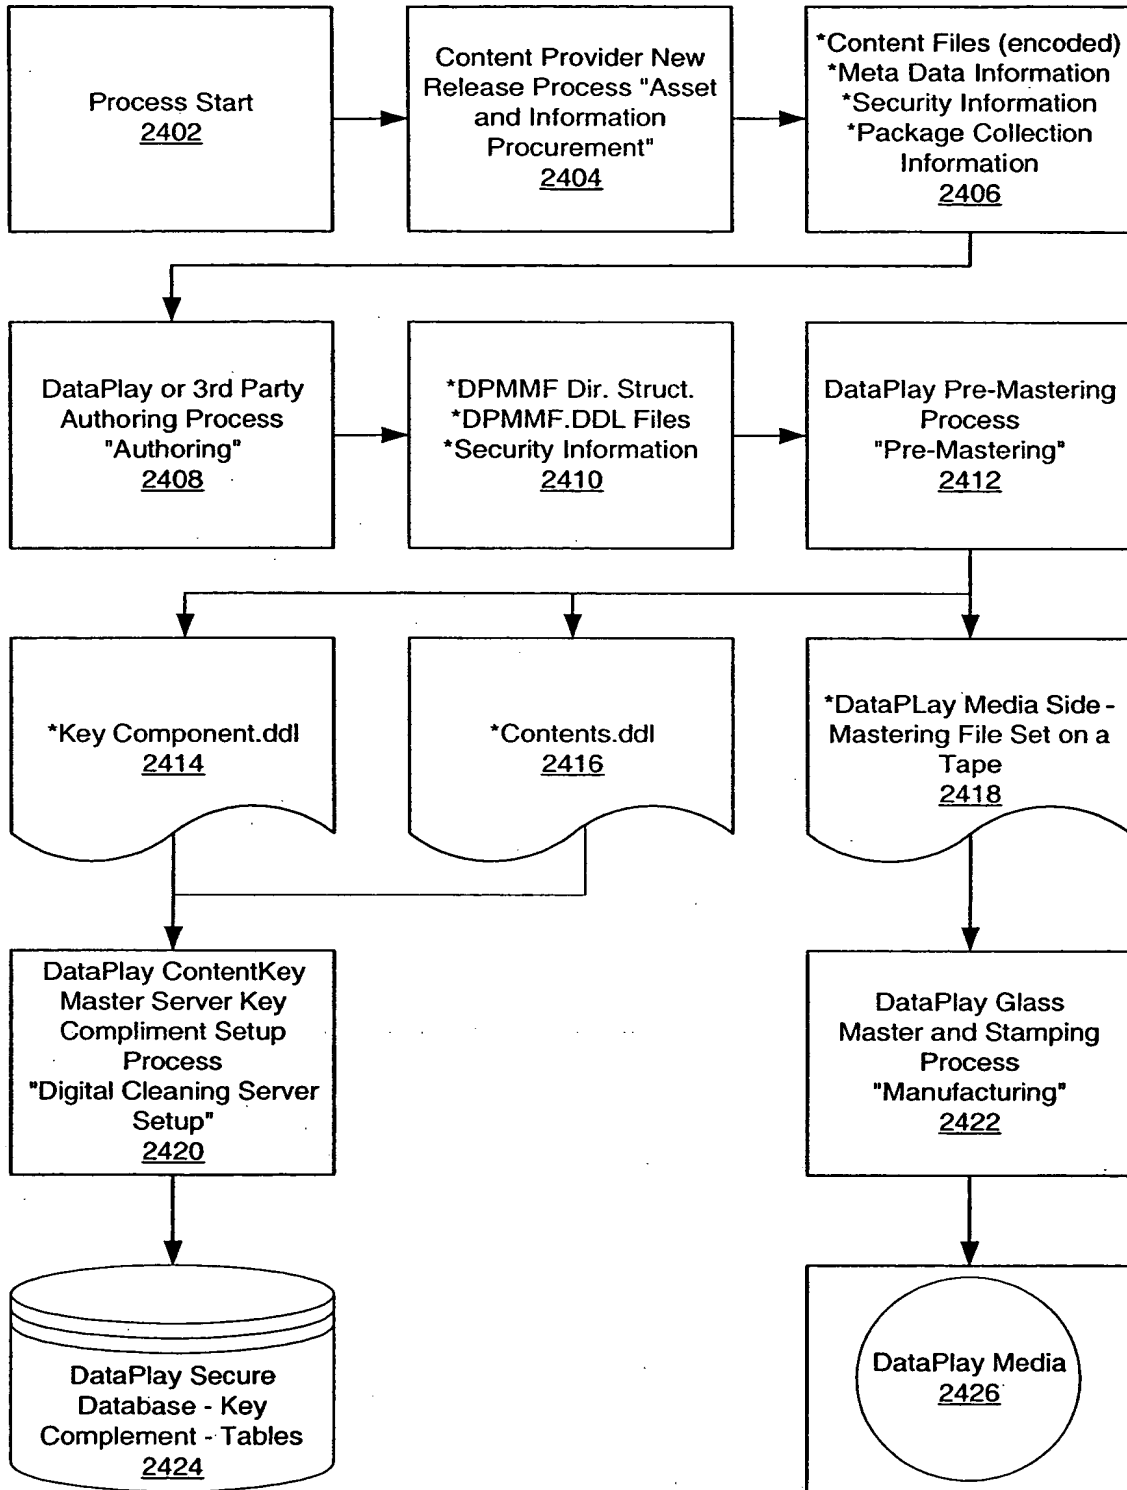 Process Start
2402
Content Provider New
Release Process "Asset
and Information
Procurement"
2404
*Content Files (encoded)
*Meta Data Information
*Security Information
*Package Collection
Information
2406
DataPlay or 3rd Party
Authoring Process
"Authoring"
2408
*DPMMF Dir. Struct.
*DPMMF.DDL Files
*Security Information
2410
DataPlay Pre-Mastering
Process
"Pre-Mastering"
2412
*Key Component.ddl
2414
*Contents.ddl
2416
*DataPLay Media Side -
Mastering File Set on a
Tape
2418
DataPlay ContentKey
Master Server Key
Compliment Setup
Process
"Digital Cleaning Server
Setup"
2420
DataPlay Glass
Master and Stamping
Process
"Manufacturing"
2422
DataPlay Secure
Database - Key
Complement - Tables
2424
DataPlay Media
2426